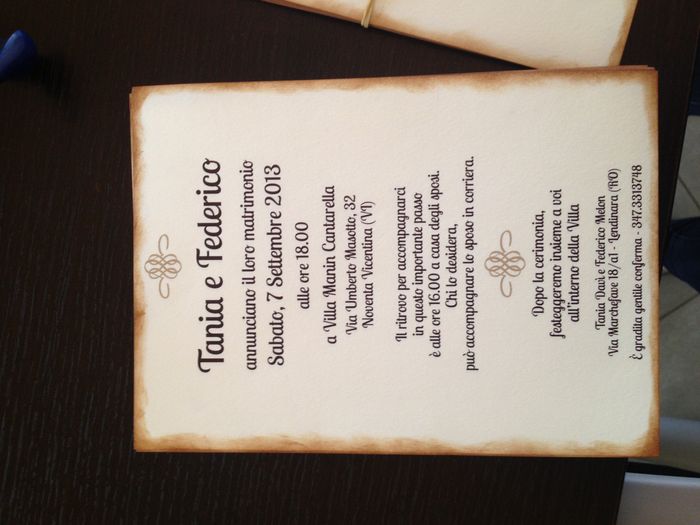 Tania e Federico
annunciano il loro matrimonio
Sabato, 7 Settembre 2013
alle ore 18.00
a Villa Manin Cantarella
Via Umberto Masotto, 32
Noventa Vicentina (VI)
Il ritrovo per accompagnarci
in questo importante passo
è alle ore 16.00 a casa degli sposi.
Chi lo desidera,
può accompagnare lo sposo in corriera.
Dopo la cerimonia,
festeggeremo insieme a voi
all'interno della Villa
Tania Davì e Federico Melon
Via Marchefave 18/a1 - Lendinara (RO)
È gradita gentile conferma - 347.3313748